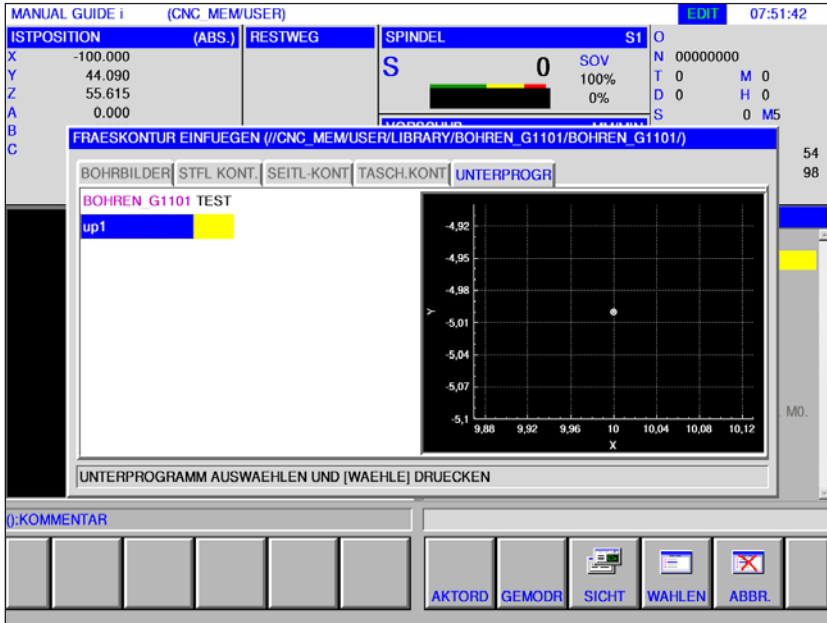 MANUAL GUIDE i (CNC_MEM/USER) EDIT 07:51:42
ISTPOSITION (ABS.) RESTWEG SPINDEL S1 O
X -100.000
Y 44.090
Z 55.615
A 0.000
B
C
S 0 SOV
100%
0%
N 00000000
T 0 M 0
D 0 H 0
S 0 M5
54
98
FRAESKONTUR EINFUEGEN (//CNC_MEM/USER/LIBRARY/BOHREN_G1101/BOHREN_G1101/)
BOHRBILDER STFL KONT. SEITL-KONT TASCH.KONT UNTERPROGR
BOHREN_G1101 TEST
up1
-4,92
-4,95
-4,98
Y -5,01
-5,04
-5,07
-5,1
9,88 9,92 9,96 10 10,04 10,08 10,12
X
M0.
UNTERPROGRAMM AUSWAEHLEN UND [WAEHLE] DRUECKEN
():KOMMENTAR
AKTORD GEMODR SICHT WAHLEN ABBR.